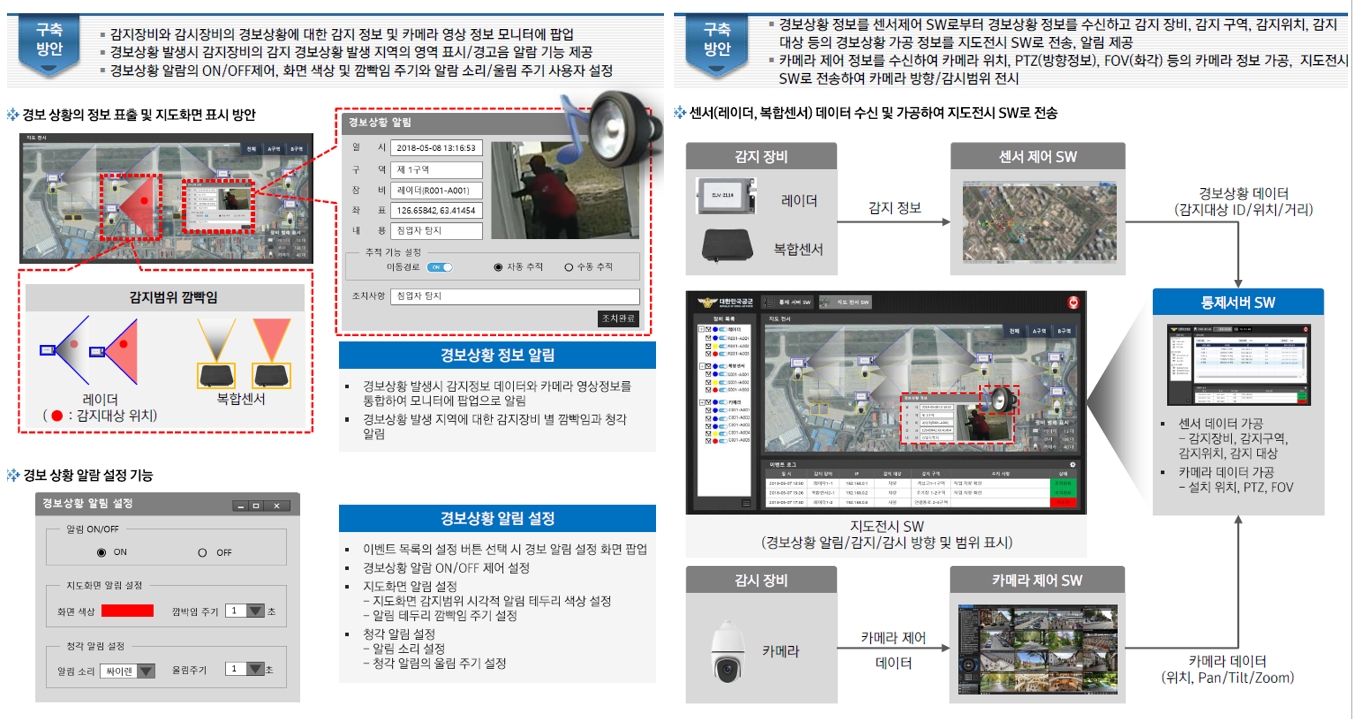 구축
방안
▪ 감지장비와 감시장비의 경보상황에 대한 감지 정보 및 카메라 영상 정보 모니터에 팝업
▪ 경보상황 발생시 감지장비의 감지 경보상황 발생 지역의 영역 표시/경고음 알람 기능 제공
▪ 경보상황 알람의 ON/OFF제어, 화면 색상 및 깜빡임 주기와 알람 소리/울림 주기 사용자 설정
경보 상황의 정보 표출 및 지도화면 표시 방안
지도 전시
전체 A구역 B구역
경보상황 알림
일 시 2018-05-08 13:16:53
구 역 제 1구역
장 비 레이더(R001-A001)
좌 표 126.65842, 63.41454
내 용 침입자 탐지
추적 기능 설정
이동경로 ON 자동 추적 수동 추적
조치사항 침입자 탐지
조치완료
감지범위 깜빡임
레이더
복합센서
( : 감지대상 위치)
경보상황 정보 알림
▪ 경보상황 발생시 감지정보 데이터와 카메라 영상정보를
통합하여 모니터에 팝업으로 알림
▪ 경보상황 발생 지역에 대한 감지장비 별 깜빡임과 청각
알림
경보 상황 알람 설정 기능
경보상황 알람 설정
알림 ON/OFF
ON OFF
지도화면 알림 설정
화면 색상 깜박임 주기 1 초
청각 알림 설정
알림 소리 싸이렌 울림주기 1 초
경보상황 알림 설정
▪ 이벤트 목록의 설정 버튼 선택 시 경보 알림 설정 화면 팝업
▪ 경보상황 알람 ON/OFF 제어 설정
▪ 지도화면 알림 설정
– 지도화면 감지범위 시각적 알림 테두리 색상 설정
– 알림 테두리 깜빡임 주기 설정
▪ 청각 알림 설정
– 알림 소리 설정
– 청각 알림의 울림 주기 설정
구축
방안
▪ 경보상황 정보를 센서제어 SW로부터 경보상황 정보를 수신하고 감지 장비, 감지 구역, 감지위치, 감지
대상 등의 경보상황 가공 정보를 지도전시 SW로 전송, 알림 제공
▪ 카메라 제어 정보를 수신하여 카메라 위치, PTZ(방향정보), FOV(화각) 등의 카메라 정보 가공, 지도전시
SW로 전송하여 카메라 방향/감시범위 전시
센서(레이더, 복합센서) 데이터 수신 및 가공하여 지도전시 SW로 전송
감지 장비
레이더
복합센서
감지 정보
센서 제어 SW
경보상황 데이터
(감지대상 ID/위치/거리)
대한민국공군
통제 서버 SW
지도 전시 SW
장비 목록
지도 전시
전체 A구역 B구역
레이더
복합센서
카메라
이벤트 로그
지도전시 SW
(경보상황 알림/감지/감시 방향 및 범위 표시)
통제서버 SW
▪ 센서 데이터 가공
– 감지장비, 감지구역,
감지위치, 감지 대상
▪ 카메라 데이터 가공
– 설치 위치, PTZ, FOV
감시 장비
카메라
카메라 제어
데이터
카메라 제어 SW
카메라 데이터
(위치, Pan/Tilt/Zoom)